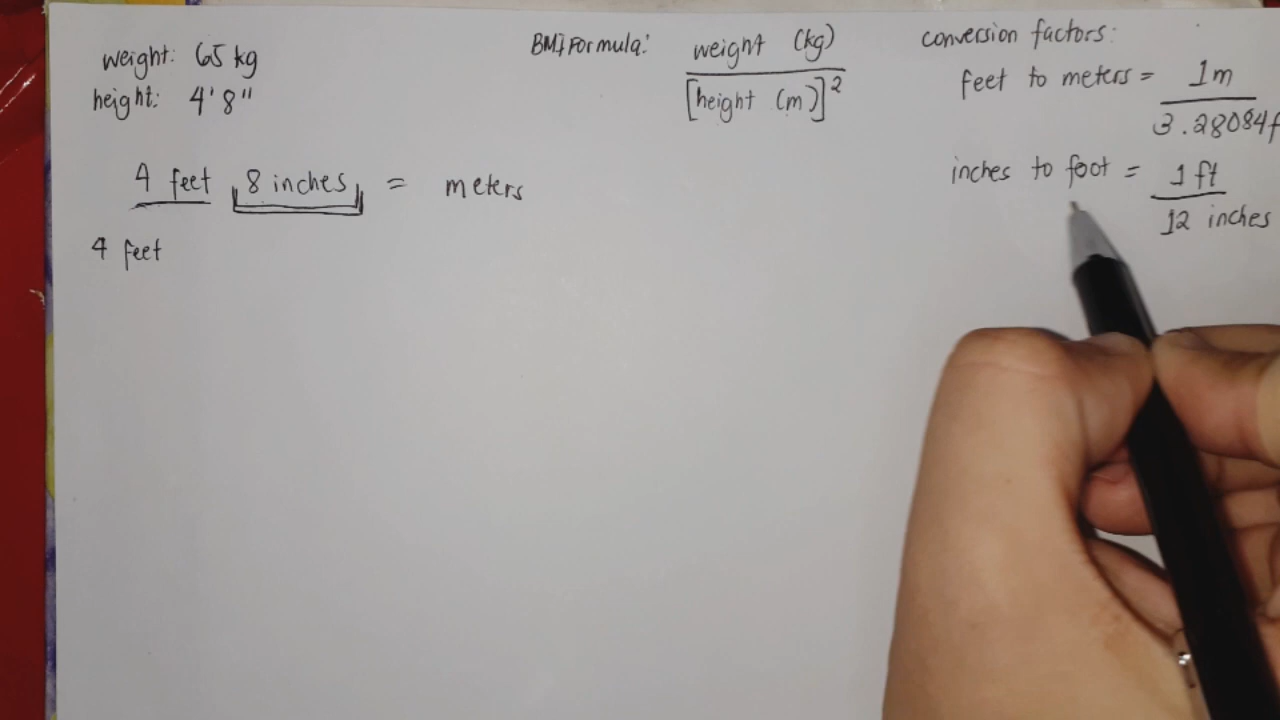 weight: 65 kg
height: 4' 8"
4 feet 8 inches = meters
4 feet
BMI Formula: weight (kg)
[height (m)]²
conversion factors:
feet to meters = 1m
3.28084f
inches to foot = 1 ft
12 inches